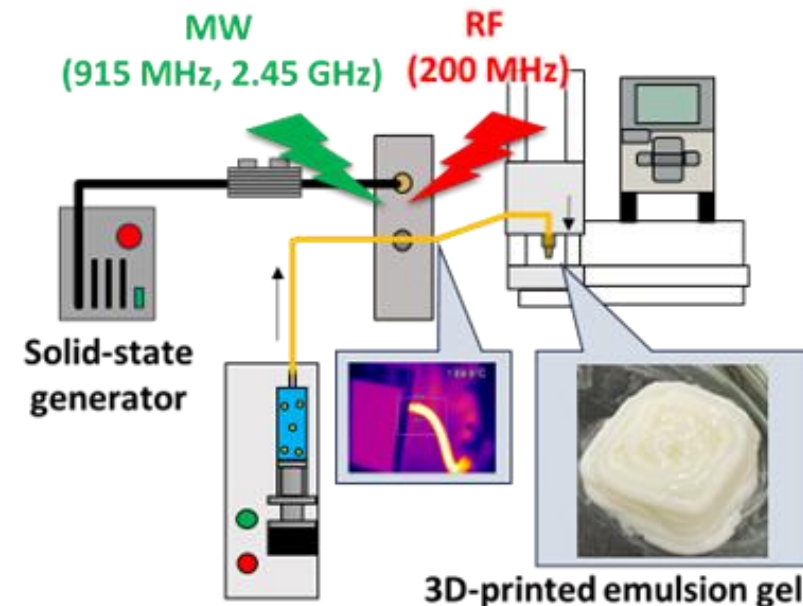 MW
(915 MHz, 2.45 GHz)
RF
(200 MHz)
Solid-state
generator
3D-printed emulsion gel